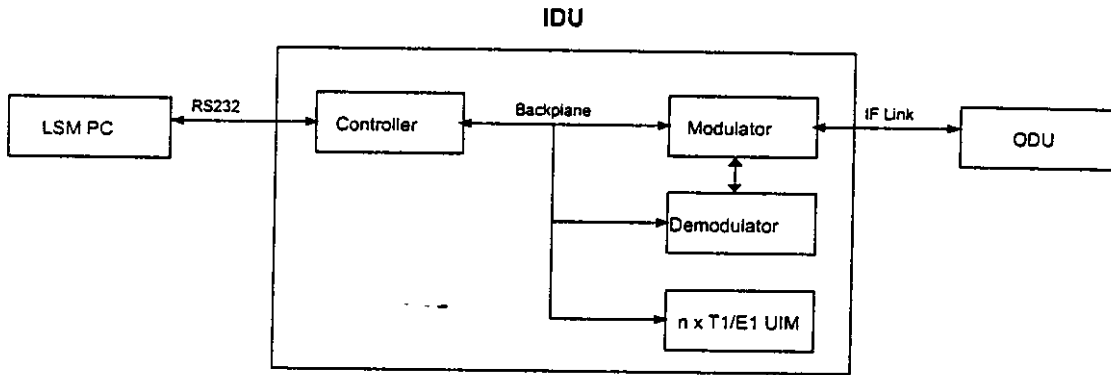 IDU
LSM PC
RS232
Controller
Backplane
Modulator
IF Link
ODU
Demodulator
n x T1/E1 UIM